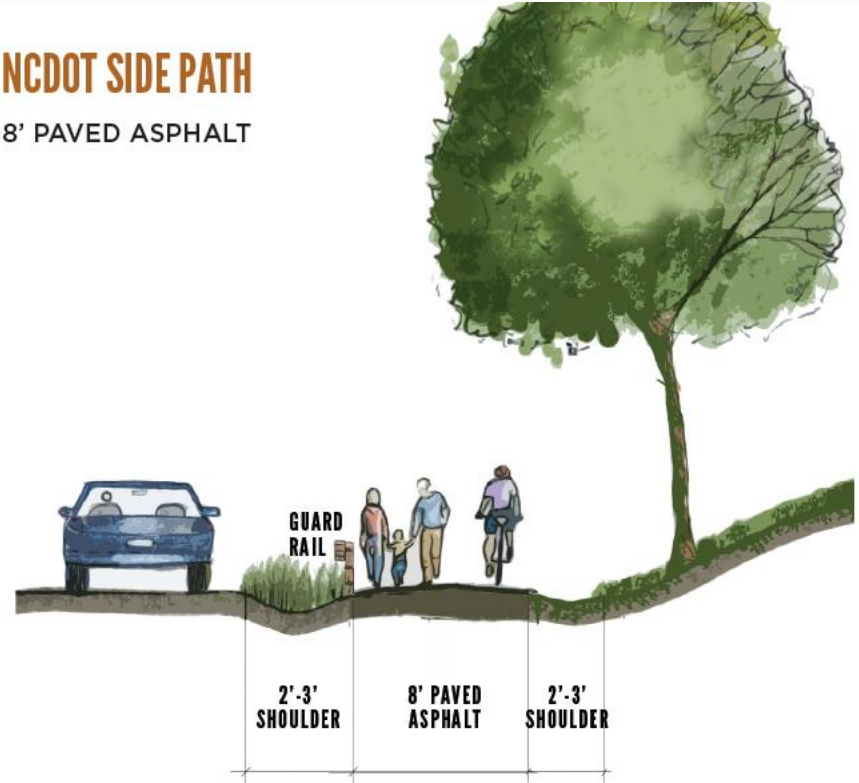 NCDOT SIDE PATH
8’ PAVED ASPHALT
GUARD
RAIL
2’-3’
SHOULDER
8’ PAVED
ASPHALT
2’-3’
SHOULDER